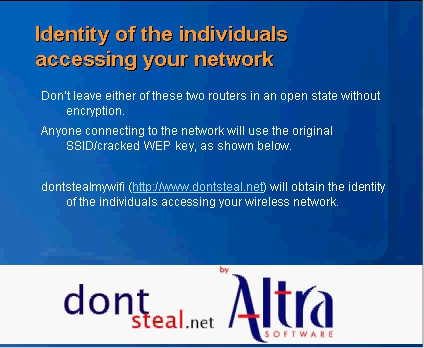 Identity of the individuals
accessing your network
Don't leave either of these two routers in an open state without
encryption.
Anyone connecting to the network will use the original
SSID/cracked WEP key, as shown below.
dontstealmywifi (http://www.dontsteal.net) will obtain the identity
of the individuals accessing your wireless network.
dont
steal.net
by
Altra
SOFTWARE